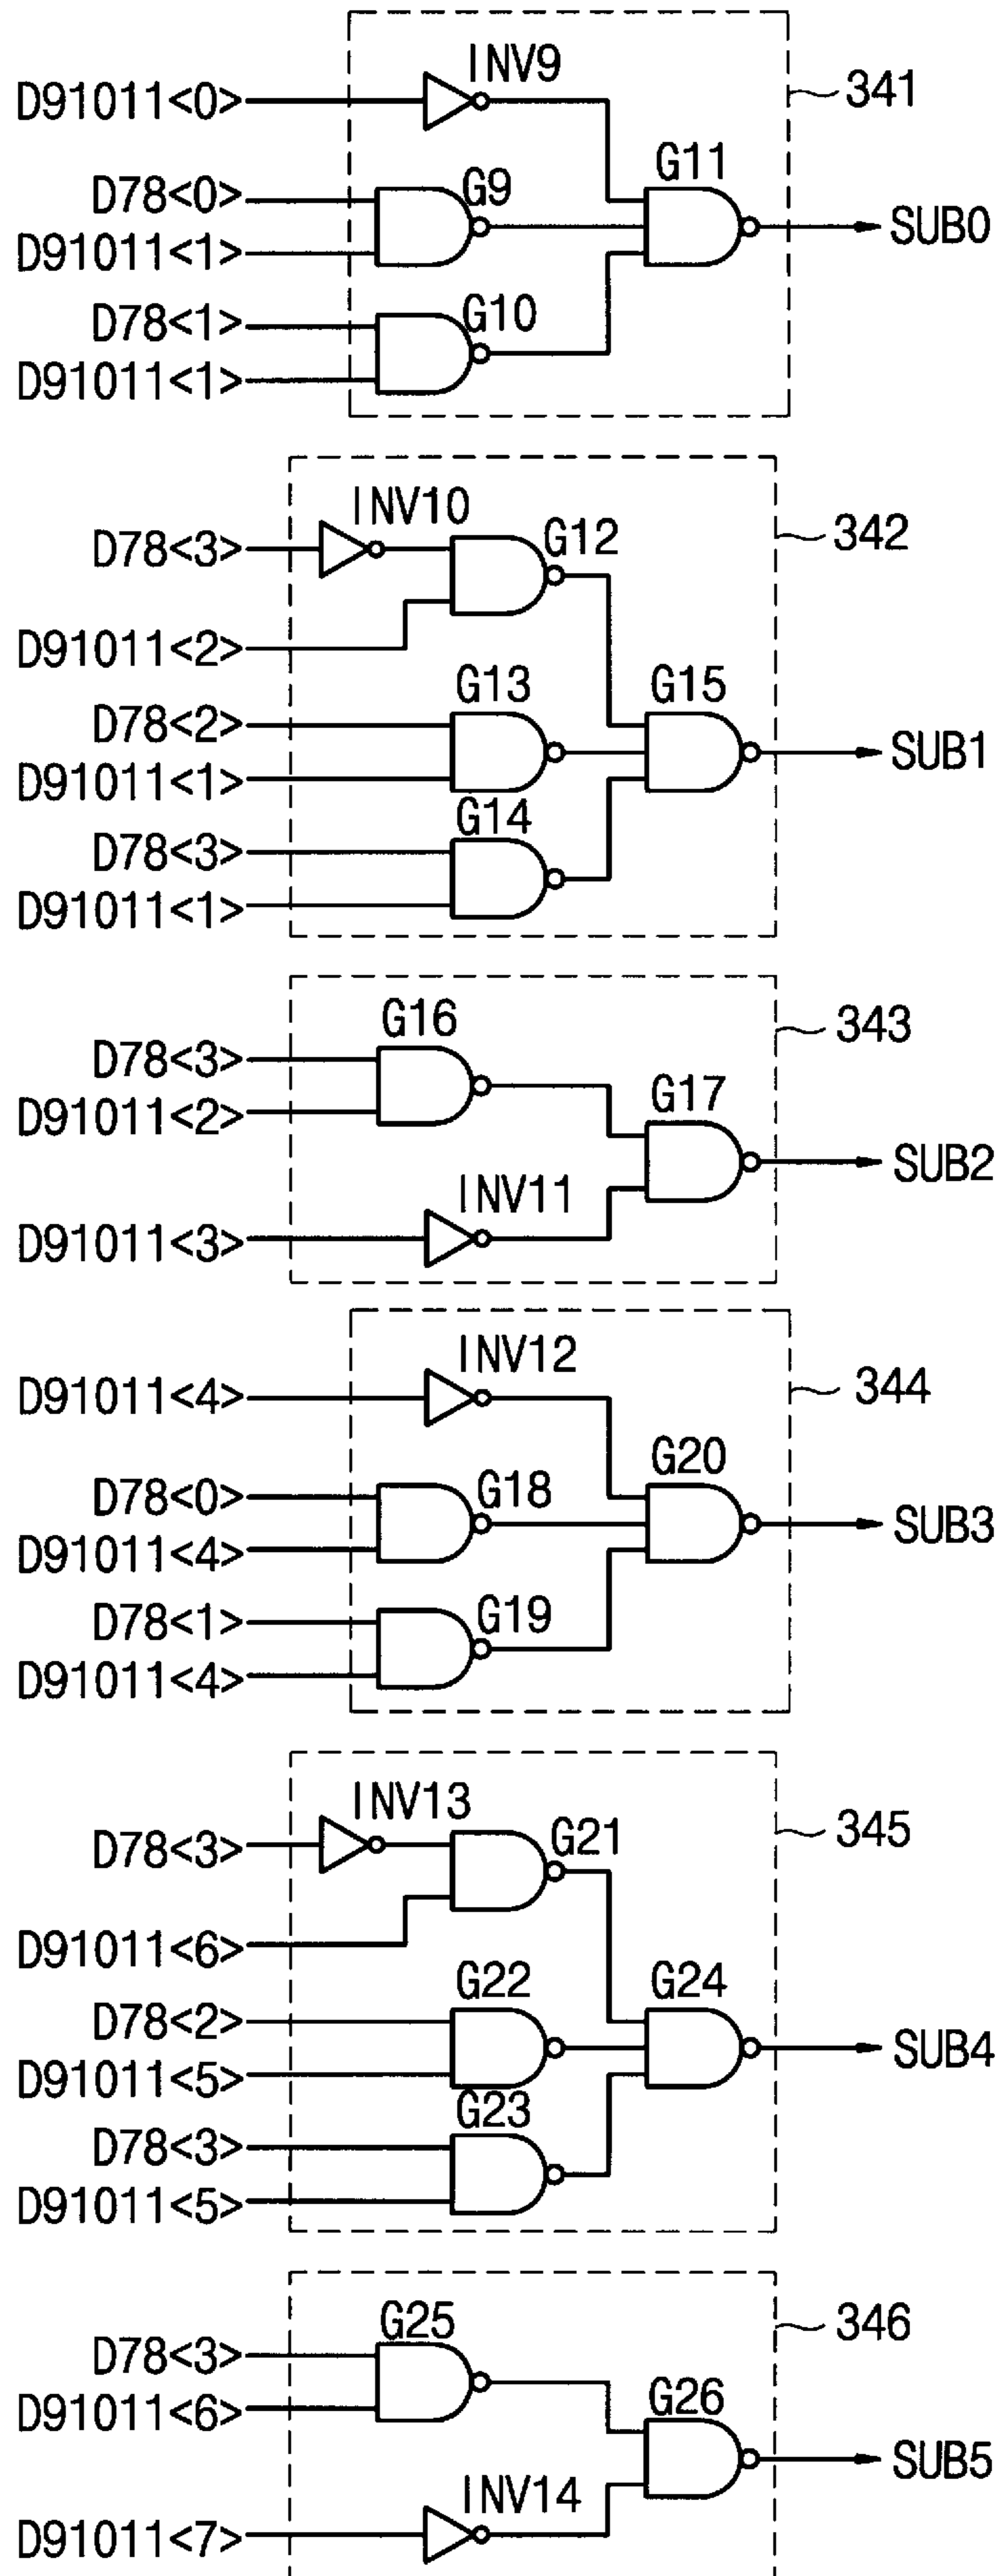 INV9
D91011<0>
341
G11
D78<0>
G9
D91011<1>
SUB0
D78<1>
G10
D91011<1>
INV10
D78<3>
G12
342
D91011<2>
G13
G15
D78<2>
D91011<1>
SUB1
G14
D78<3>
D91011<1>
G16
343
D78<3>
D91011<2>
G17
SUB2
INV11
D91011<3>
INV12
D91011<4>
344
G20
D78<0>
G18
D91011<4>
SUB3
D78<1>
G19
D91011<4>
INV13
D78<3>
G21
345
D91011<6>
G22
G24
D78<2>
D91011<5>
SUB4
G23
D78<3>
D91011<5>
G25
346
D78<3>
D91011<6>
G26
SUB5
INV14
D91011<7>